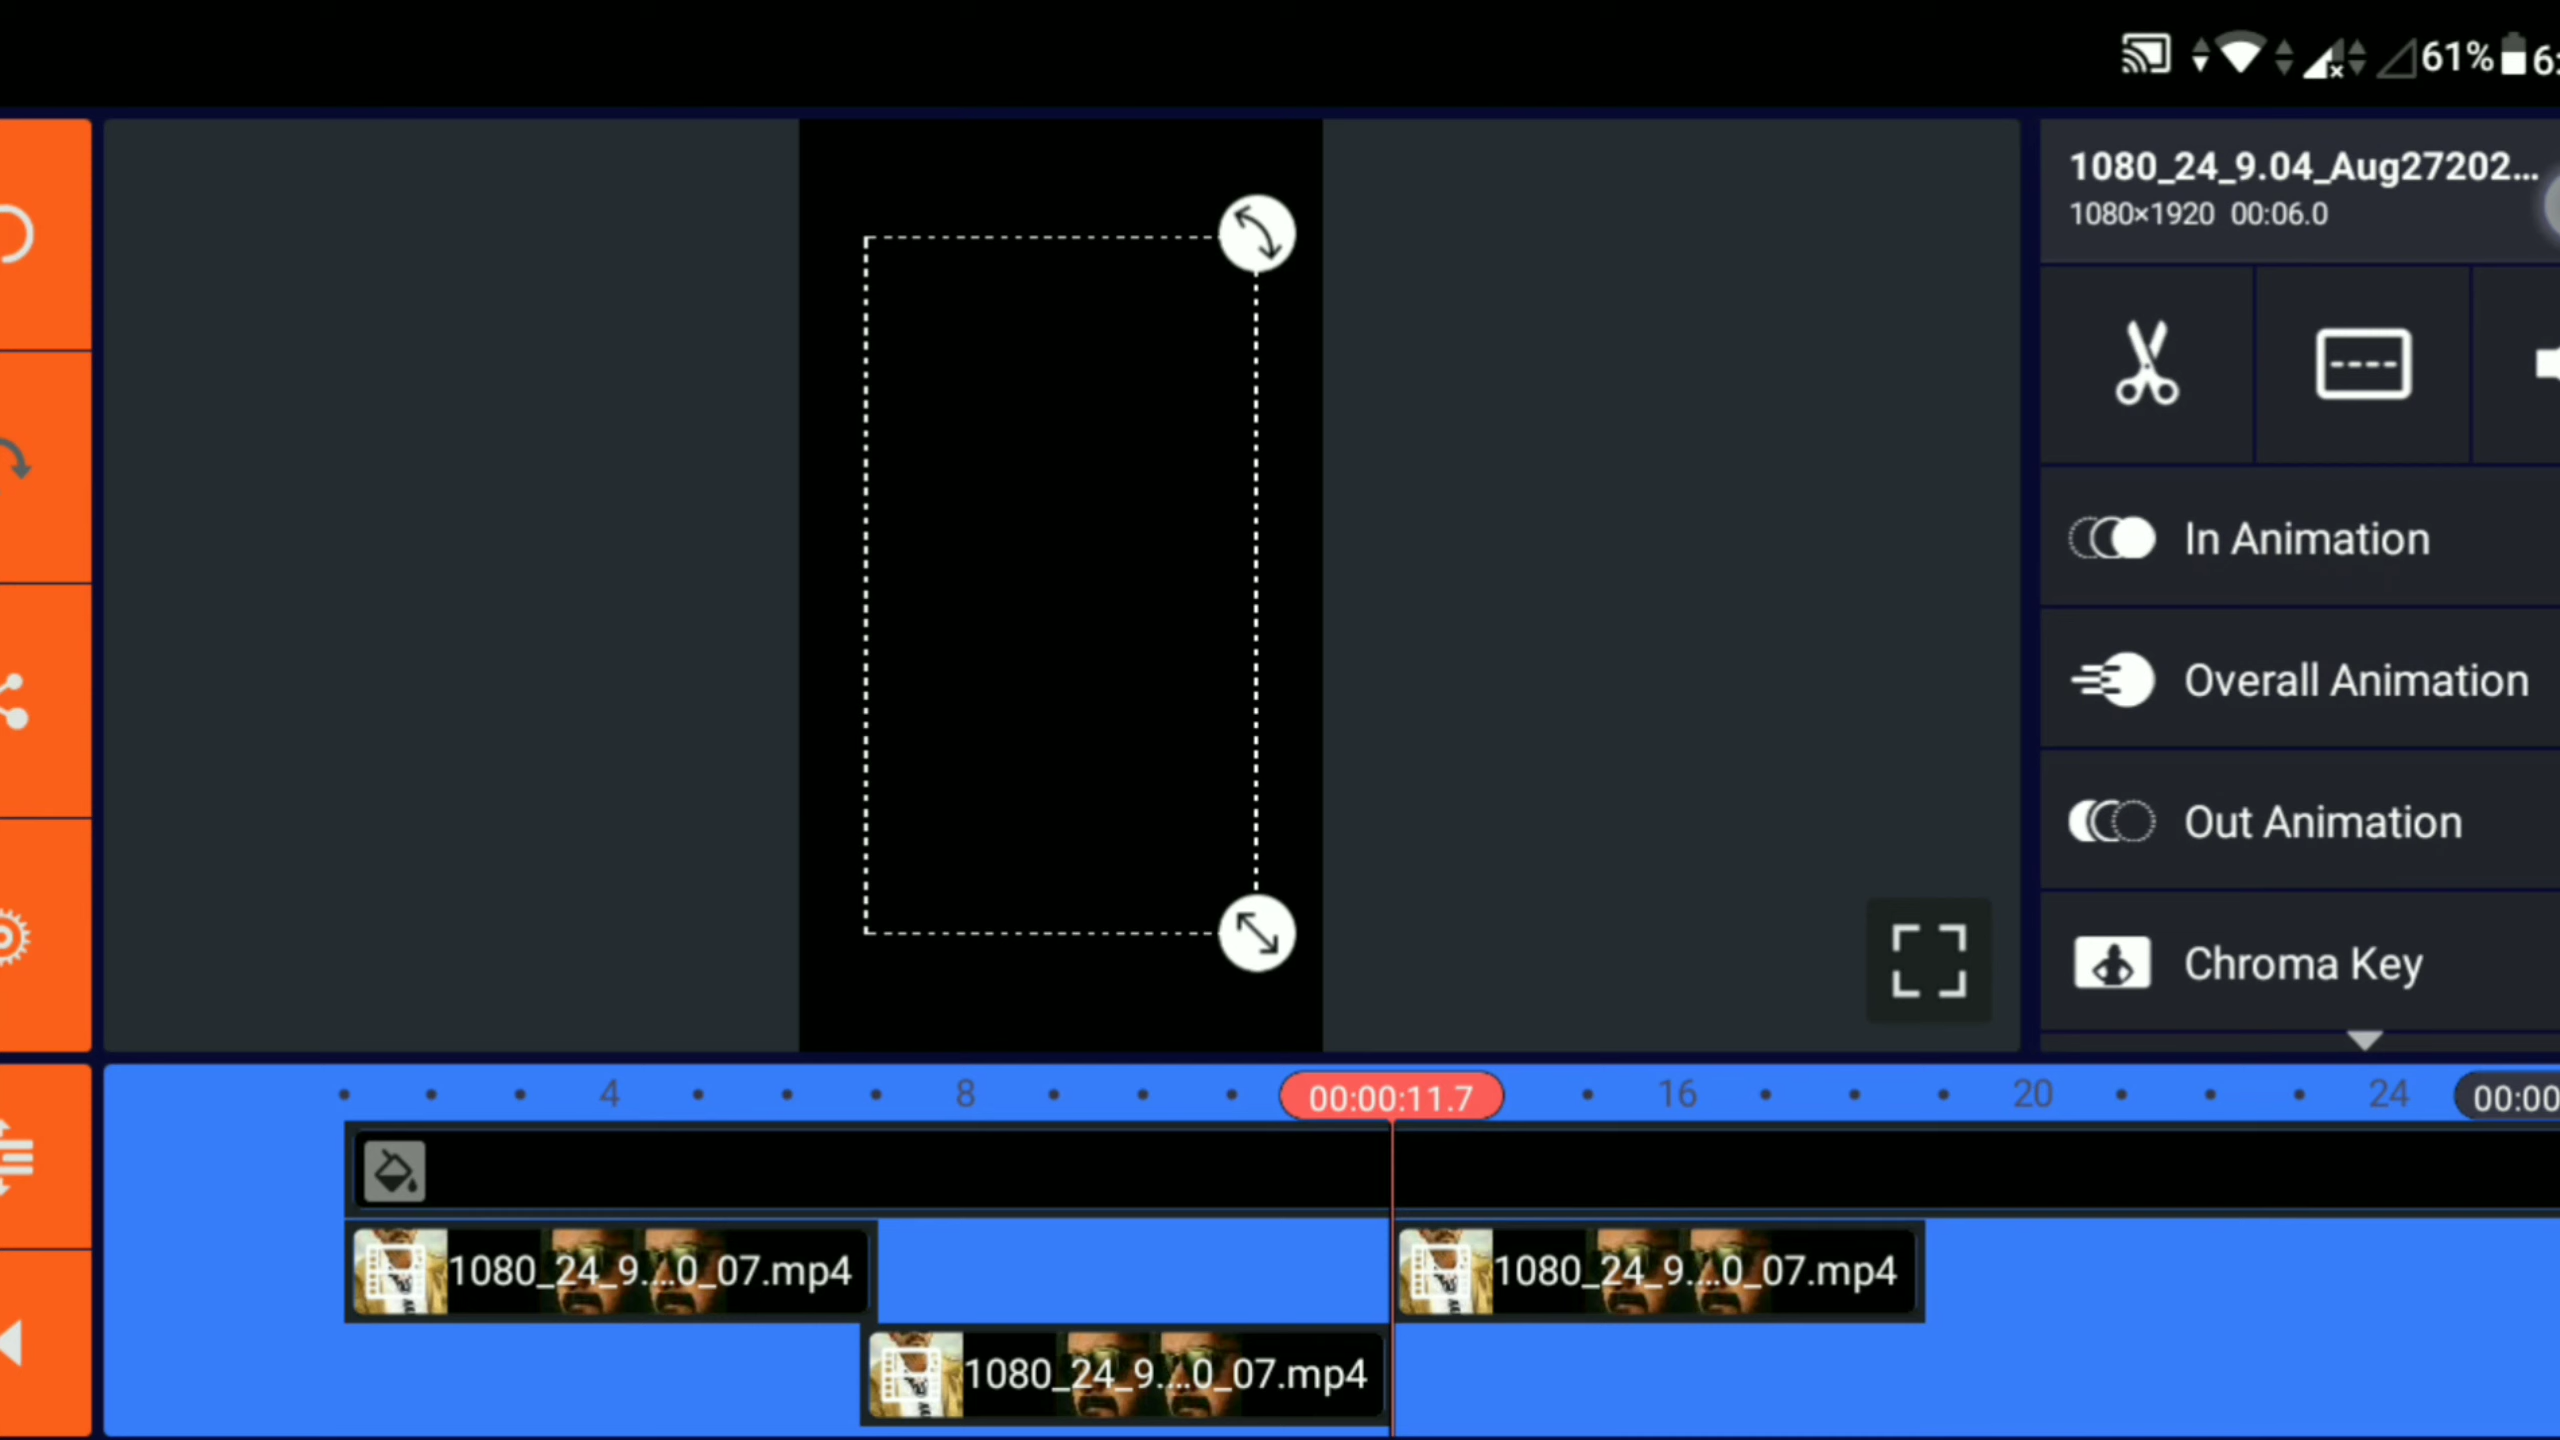 61% 6:
1080_24_9.04_Aug27202...
1080×1920 00:06.0
In Animation
Overall Animation
Out Animation
Chroma Key
4 8 00:00:11.7 16 20 24 00:00
1080_24_9....0_07.mp4 1080_24_9....0_07.mp4
1080_24_9....0_07.mp4